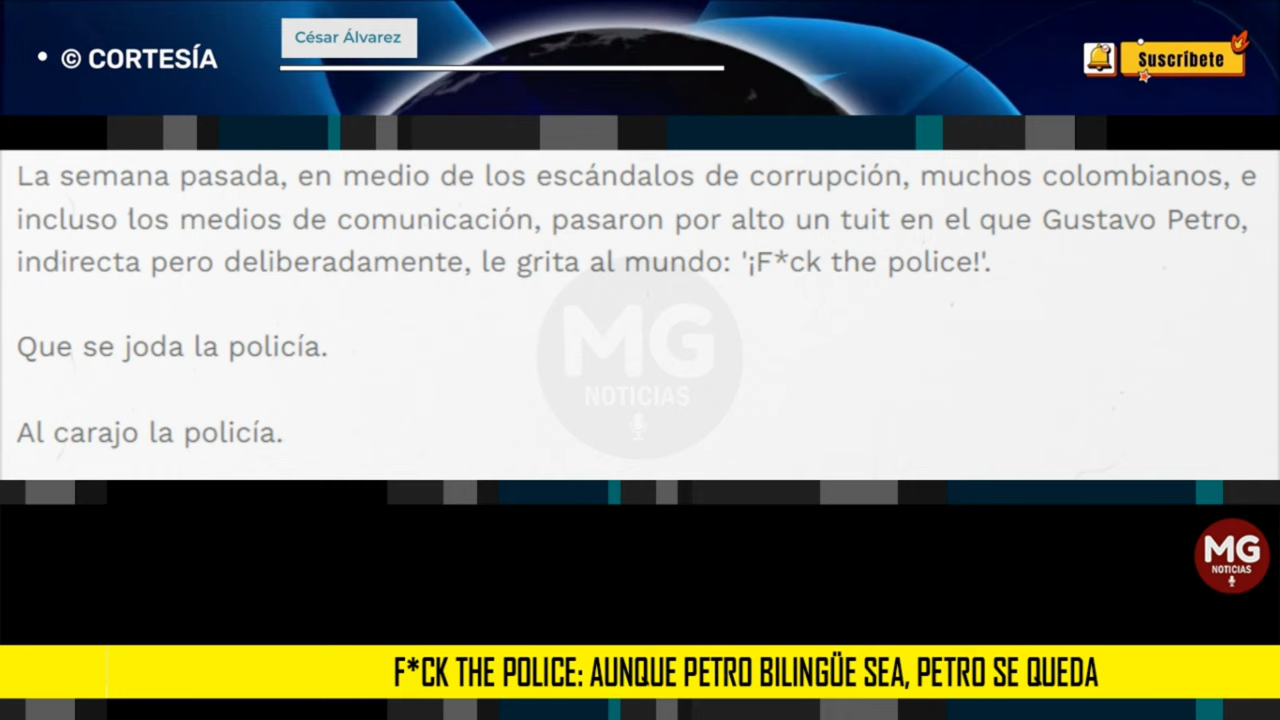 • © CORTESÍA
César Álvarez
Suscríbete
La semana pasada, en medio de los escándalos de corrupción, muchos colombianos, e
incluso los medios de comunicación, pasaron por alto un tuit en el que Gustavo Petro,
indirecta pero deliberadamente, le grita al mundo: '¡F*ck the police!'.
Que se joda la policía.
Al carajo la policía.
MG
NOTICIAS
MG
NOTICIAS
F*CK THE POLICE: AUNQUE PETRO BILINGÜE SEA, PETRO SE QUEDA